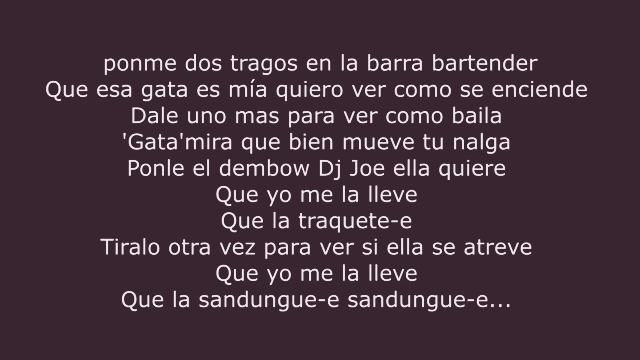 ponme dos tragos en la barra bartender
Que esa gata es mía quiero ver como se enciende
Dale uno mas para ver como baila
'Gata'mira que bien mueve tu nalga
Ponle el dembow Dj Joe ella quiere
Que yo me la lleve
Que la traquete-e
Tiralo otra vez para ver si ella se atreve
Que yo me la lleve
Que la sandungue-e sandungue-e...